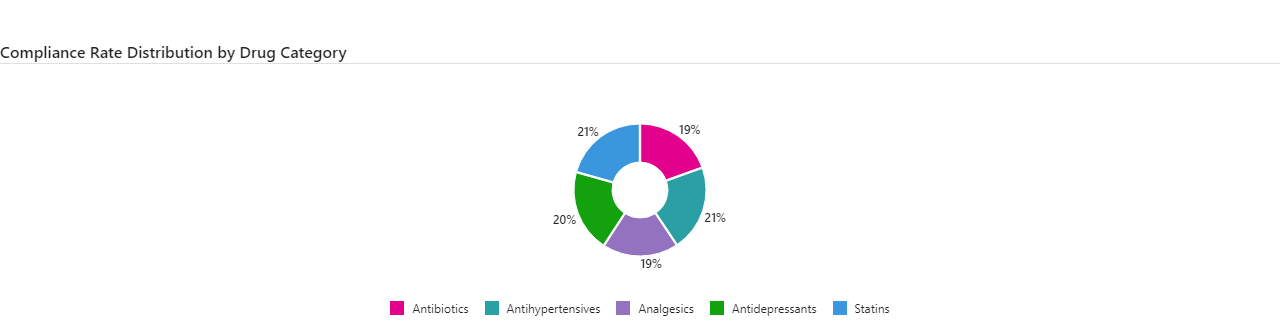 Compliance Rate Distribution by Drug Category
21%
19%
20%
21%
19%
Antibiotics
Antihypertensives
Analgesics
Antidepressants
Statins